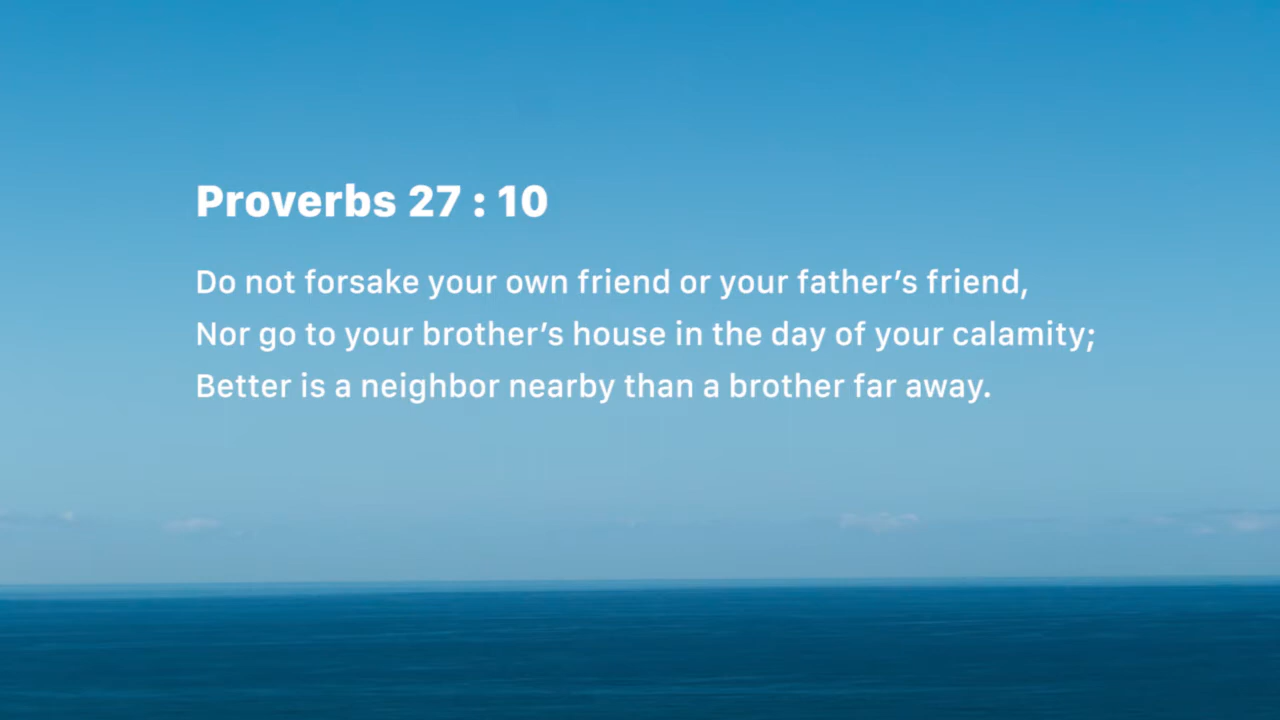 Proverbs 27 : 10
Do not forsake your own friend or your father’s friend,
Nor go to your brother’s house in the day of your calamity;
Better is a neighbor nearby than a brother far away.